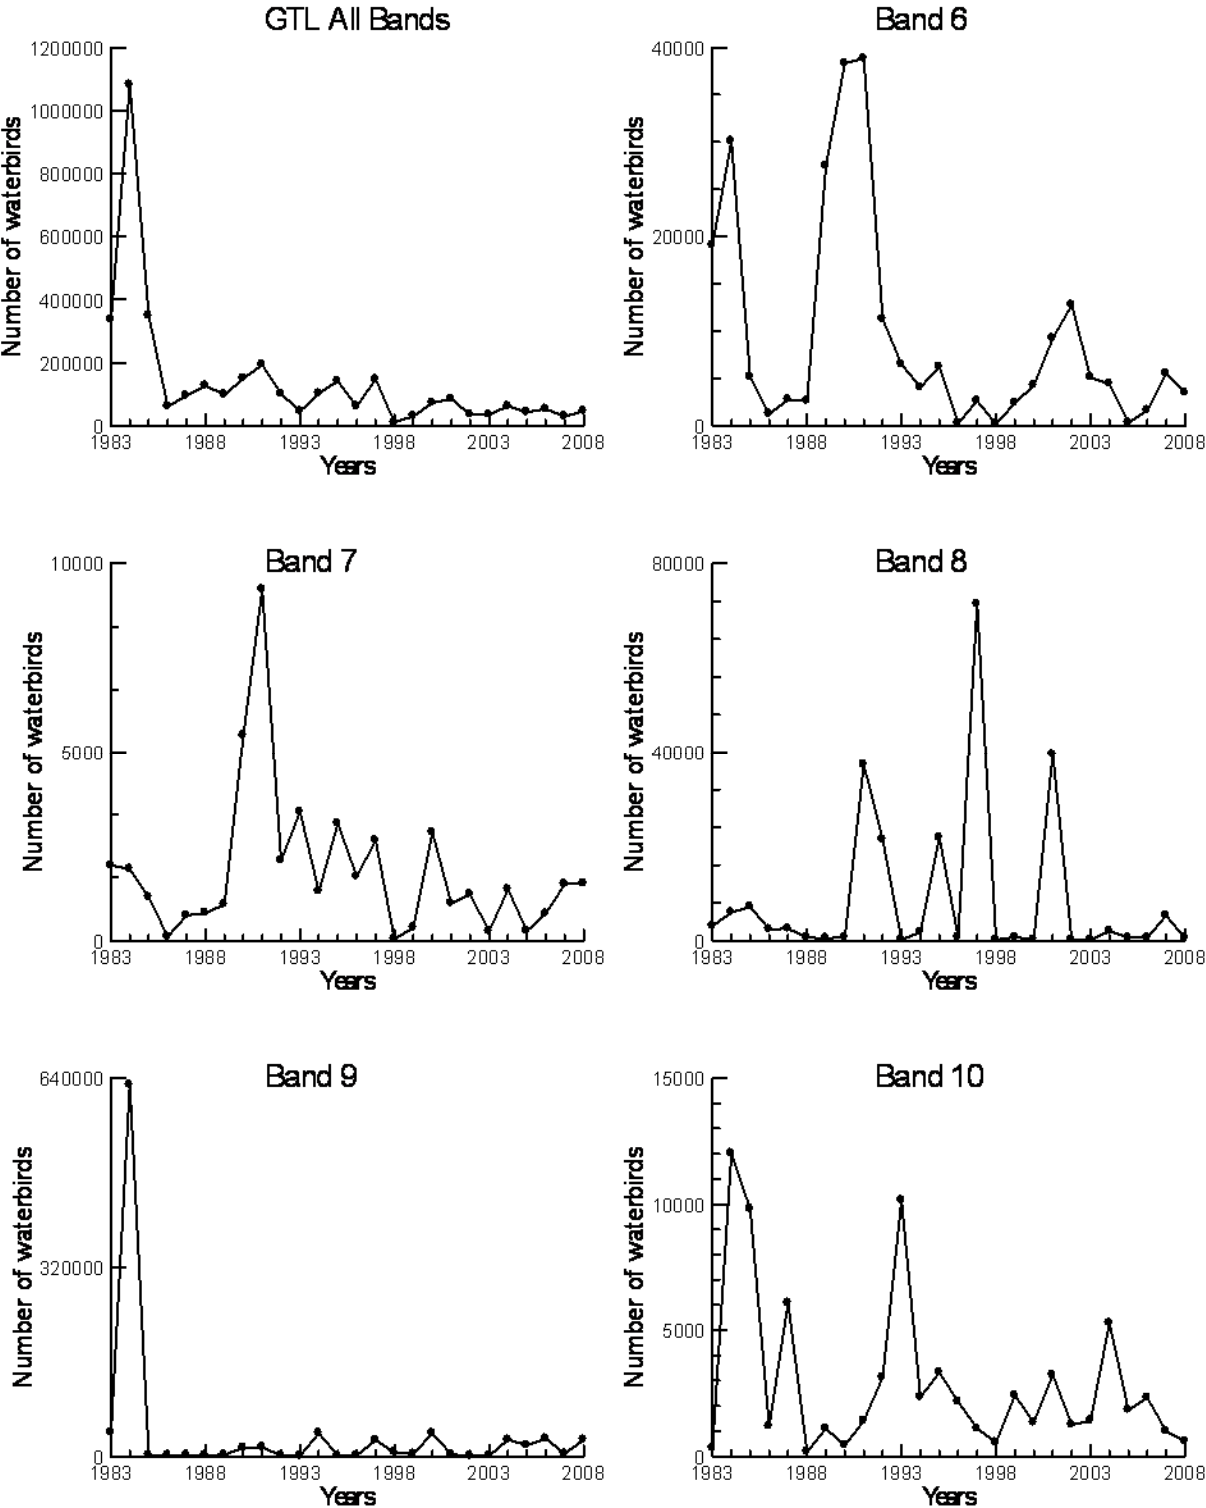 GTL All Bands
Number of waterbirds
1200000
1000000
800000
600000
400000
200000
0
1983 1988 1993 1998 2003 2008
Years
Band 6
Number of waterbirds
40000
20000
0
1983 1988 1993 1998 2003 2008
Years
Band 7
Number of waterbirds
10000
5000
0
1983 1988 1993 1998 2003 2008
Years
Band 8
Number of waterbirds
80000
40000
0
1983 1988 1993 1998 2003 2008
Years
Band 9
Number of waterbirds
640000
320000
0
1983 1988 1993 1998 2003 2008
Years
Band 10
Number of waterbirds
15000
10000
5000
0
1983 1988 1993 1998 2003 2008
Years